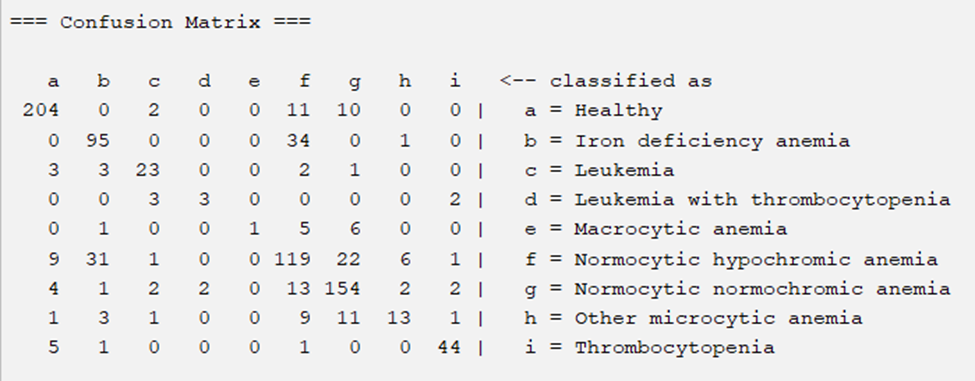 === Confusion Matrix ===
a b c d e f g h i <-- classified as
204 0 2 0 0 11 10 0 0 | a = Healthy
0 95 0 0 0 34 0 1 0 | b = Iron deficiency anemia
3 3 23 0 0 2 1 0 0 | c = Leukemia
0 0 3 3 0 0 0 0 2 | d = Leukemia with thrombocytopenia
0 1 0 0 1 5 6 0 0 | e = Macrocytic anemia
9 31 1 0 0 119 22 6 1 | f = Normocytic hypochromic anemia
4 1 2 2 0 13 154 2 2 | g = Normocytic normochromic anemia
1 3 1 0 0 9 11 13 1 | h = Other microcytic anemia
5 1 0 0 0 1 0 0 44 | i = Thrombocytopenia